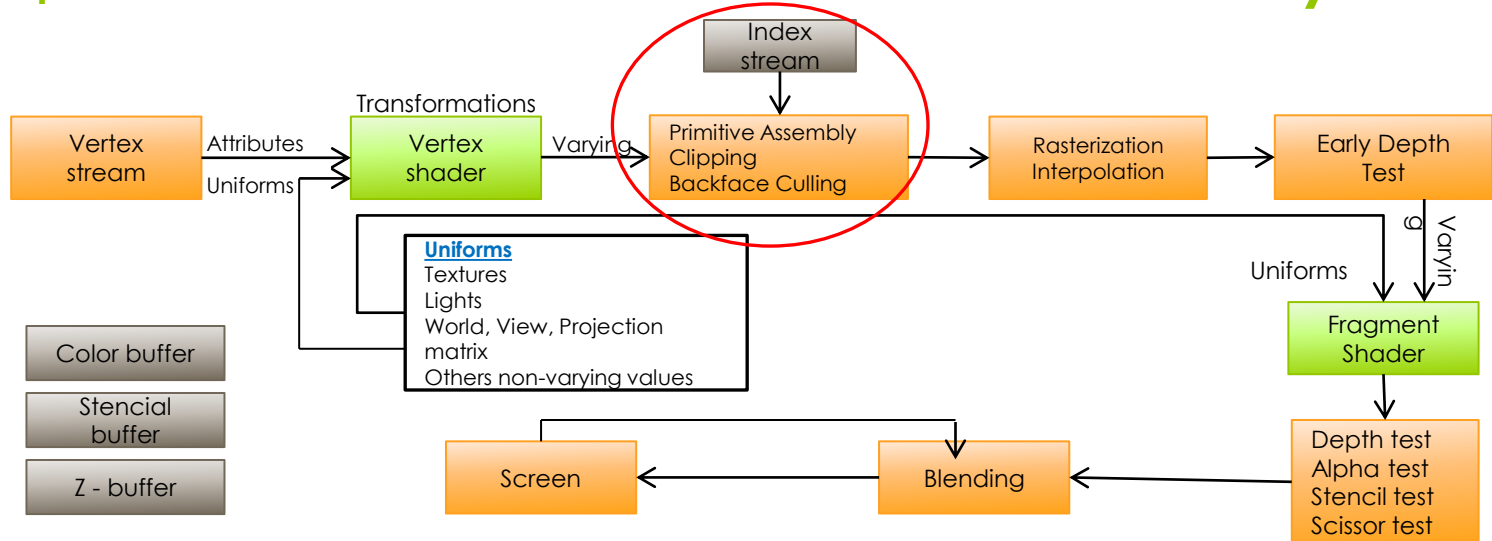 Index
stream
Transformations
Vertex
stream
Attributes
Uniforms
Vertex
shader
Varying
Primitive Assembly
Clipping
Backface Culling
Rasterization
Interpolation
Early Depth
Test
Varyin
g
Uniforms
Uniforms
Textures
Lights
World, View, Projection
matrix
Others non-varying values
Fragment
Shader
Color buffer
Stencial
buffer
Z - buffer
Screen
Blending
Depth test
Alpha test
Stencil test
Scissor test